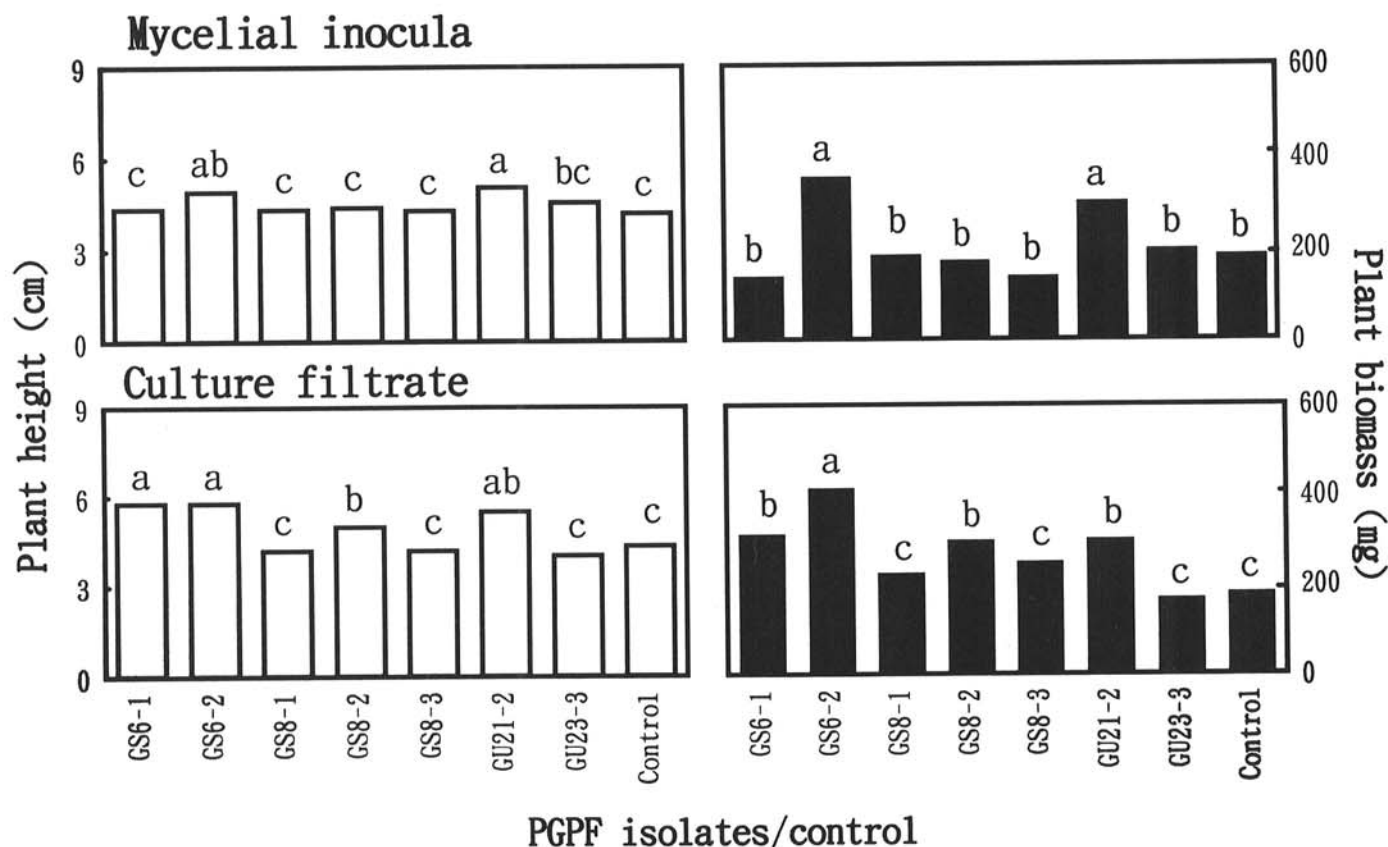 Mycelial inocula
9
6
3
0
c ab c c c a bc c
600
400
200
0
b a b b b a b b
Culture filtrate
9
6
3
0
a a c b c ab c c
600
400
200
0
b a c b c b c c
Plant height (cm)
Plant biomass (mg)
GS6-1 GS6-2 GS8-1 GS8-2 GS8-3 GU21-2 GU23-3 Control
GS6-1 GS6-2 GS8-1 GS8-2 GS8-3 GU21-2 GU23-3 Control
PGPF isolates/control